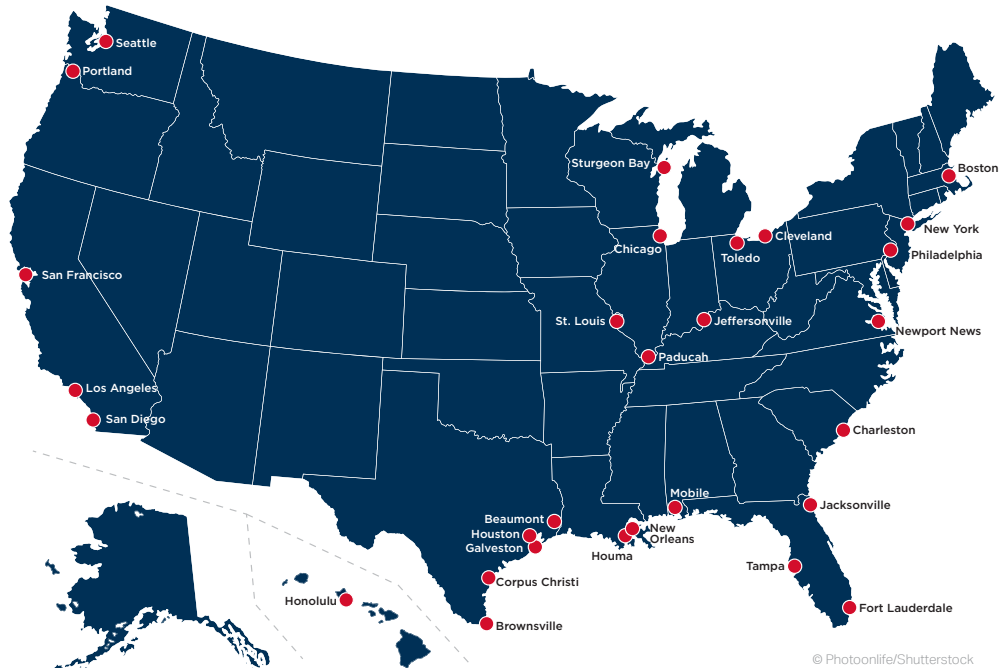 Seattle
Portland
Sturgeon Bay
Boston
New York
Chicago
Cleveland
Toledo
Philadelphia
San Francisco
St. Louis
Jeffersonville
Newport News
Paducah
Los Angeles
San Diego
Charleston
Mobile
Jacksonville
Beaumont
Houston
Galveston
New
Orleans
Houma
Tampa
Corpus Christi
Honolulu
Fort Lauderdale
Brownsville
© Photoonlife/Shutterstock